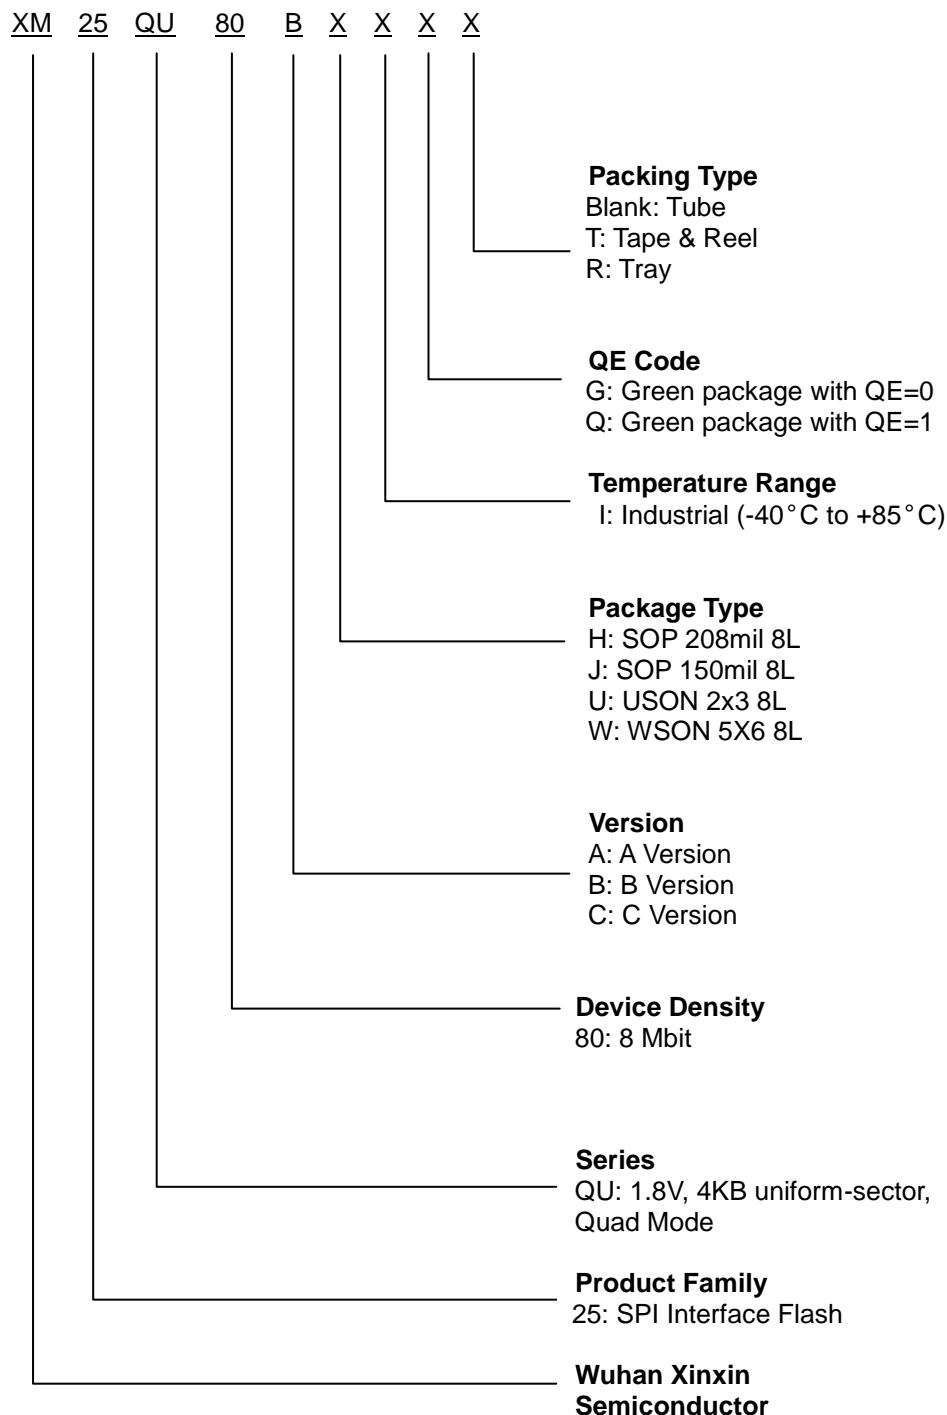 XM 25 QU 80 B X X X X
Packing Type
Blank: Tube
T: Tape & Reel
R: Tray
QE Code
G: Green package with QE=0
Q: Green package with QE=1
Temperature Range
I: Industrial (-40°C to +85°C)
Package Type
H: SOP 208mil 8L
J: SOP 150mil 8L
U: USON 2x3 8L
W: WSON 5X6 8L
Version
A: A Version
B: B Version
C: C Version
Device Density
80: 8 Mbit
Series
QU: 1.8V, 4KB uniform-sector,
Quad Mode
Product Family
25: SPI Interface Flash
Wuhan Xinxin
Semiconductor